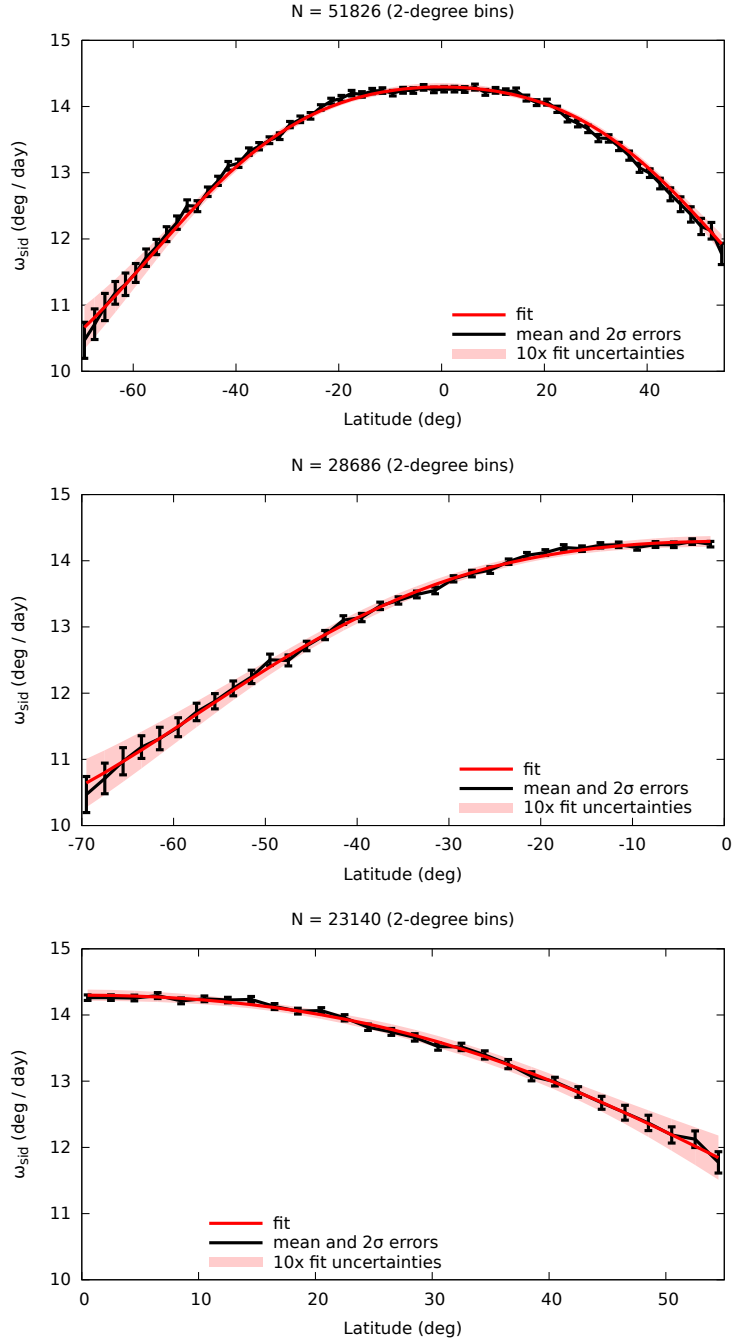 N = 51826 (2-degree bins)
15
14
13
12
11
10
ω_sid (deg / day)
fit
mean and 2σ errors
10x fit uncertainties
-60 -40 -20 0 20 40
Latitude (deg)
N = 28686 (2-degree bins)
15
14
13
12
11
10
ω_sid (deg / day)
fit
mean and 2σ errors
10x fit uncertainties
-70 -60 -50 -40 -30 -20 -10 0
Latitude (deg)
N = 23140 (2-degree bins)
15
14
13
12
11
10
ω_sid (deg / day)
fit
mean and 2σ errors
10x fit uncertainties
0 10 20 30 40 50
Latitude (deg)